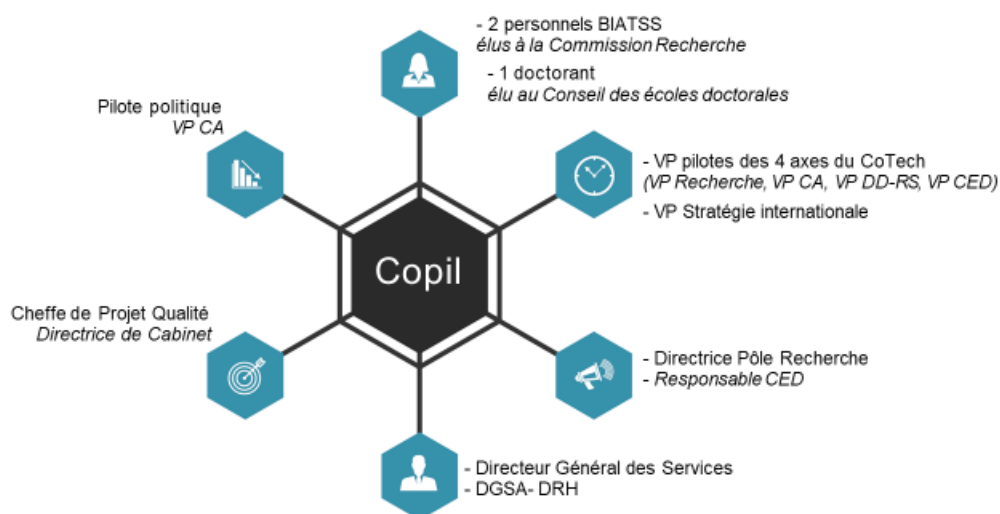 - 2 personnels BIATSS
élus à la Commission Recherche
- 1 doctorant
élu au Conseil des écoles doctorales
Pilote politique
VP CA
- VP pilotes des 4 axes du CoTech
(VP Recherche, VP CA, VP DD-RS, VP CED)
- VP Stratégie internationale
Copil
Cheffe de Projet Qualité
Directrice de Cabinet
- Directrice Pôle Recherche
- Responsable CED
- Directeur Général des Services
- DGSA- DRH